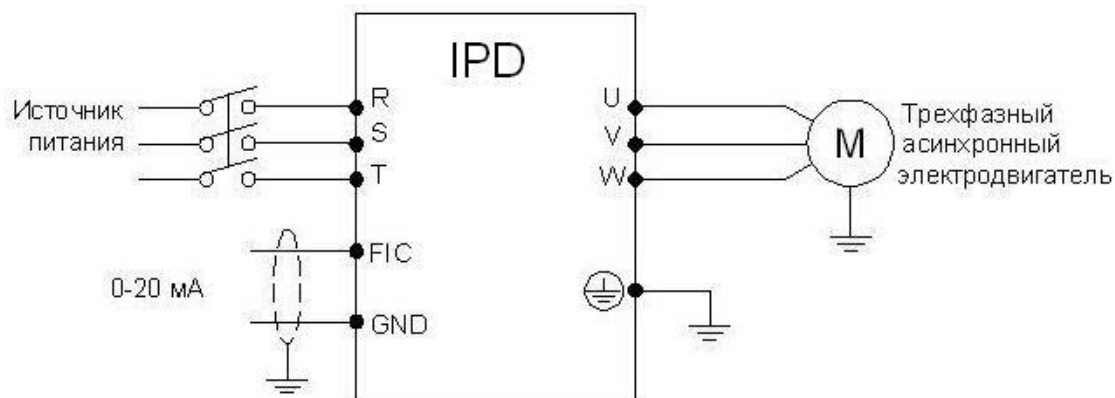 IPD
Источник
питания
R
S
T
U
V
W
M
Трехфазный
асинхронный
электродвигатель
FIC
0-20 мА
GND